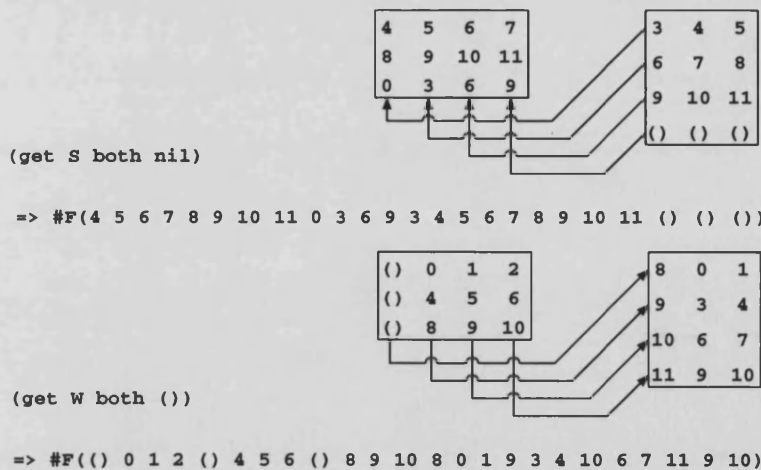 4 5 6 7
8 9 10 11
0 3 6 9
3 4 5
6 7 8
9 10 11
() () ()
(get S both nil)
=> #F(4 5 6 7 8 9 10 11 0 3 6 9 3 4 5 6 7 8 9 10 11 () () ())
() 0 1 2
() 4 5 6
() 8 9 10
8 0 1
9 3 4
10 6 7
11 9 10
(get W both ())
=> #F(() 0 1 2 () 4 5 6 () 8 9 10 8 0 1 9 3 4 10 6 7 11 9 10)